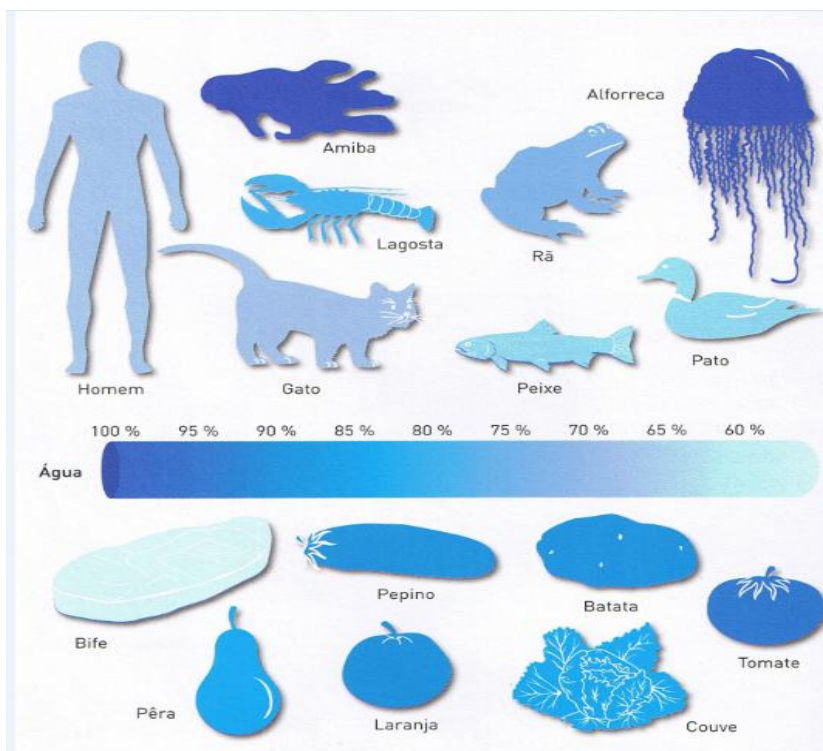 Alforreca
Amiba
Lagosta
Rã
Pato
Homem
Gato
Peixe
100 % 95 % 90 % 85 % 80 % 75 % 70 % 65 % 60 %
Água
Pepino
Batata
Bife
Tomate
Pêra
Laranja
Couve